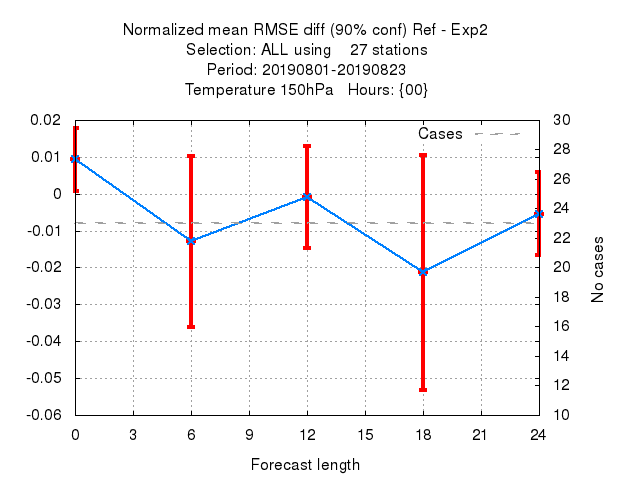 Normalized mean RMSE diff (90% conf) Ref - Exp2
Selection: ALL using    27 stations
Period: 20190801-20190823
Temperature 150hPa   Hours: {00}
Cases
0.02
0.01
0
-0.01
-0.02
-0.03
-0.04
-0.05
-0.06
30
28
26
24
22
20
18
16
14
12
10
No cases
0 3 6 9 12 15 18 21 24
Forecast length